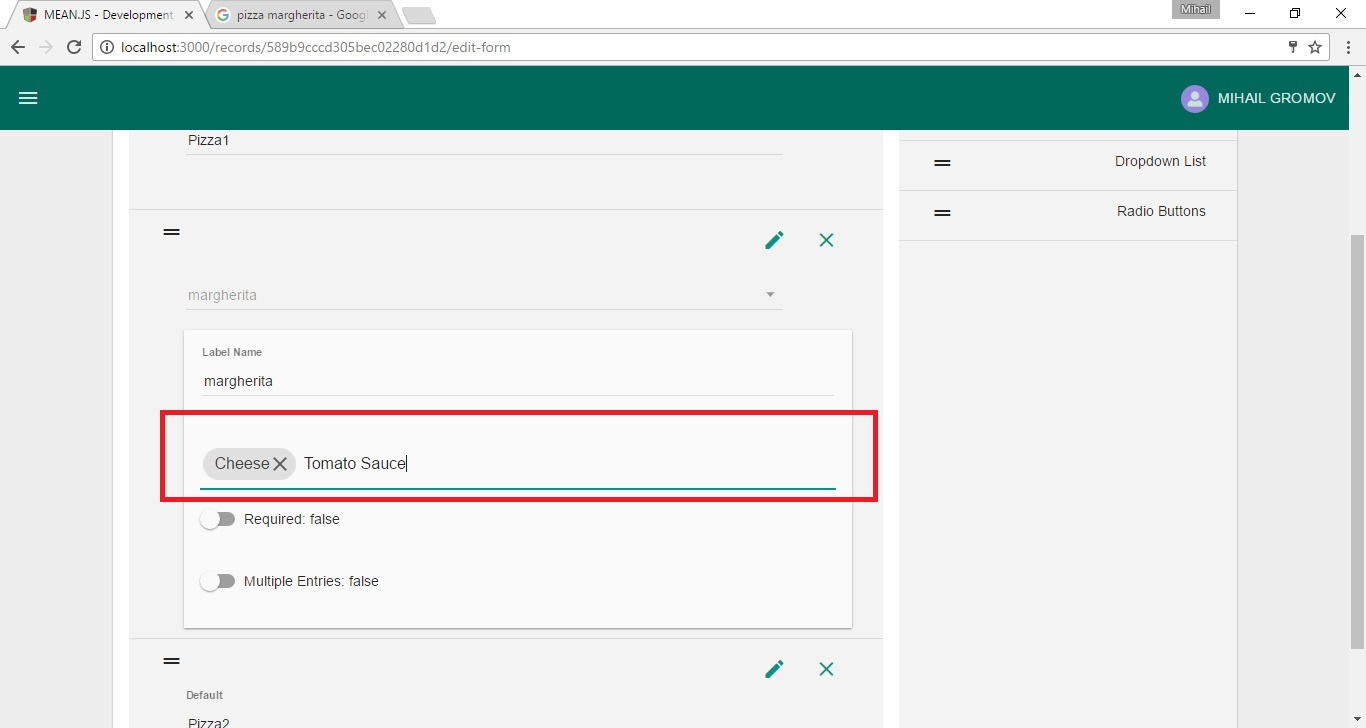 MEAN.JS - Development
pizza margherita - Googl
Mihail
localhost:3000/records/589b9cccd305bec02280d1d2/edit-form
MIHAIL GROMOV
Pizza1
Dropdown List
Radio Buttons
margherita
Label Name
margherita
Cheese Tomato Sauce
Required: false
Multiple Entries: false
Default
Pizza2